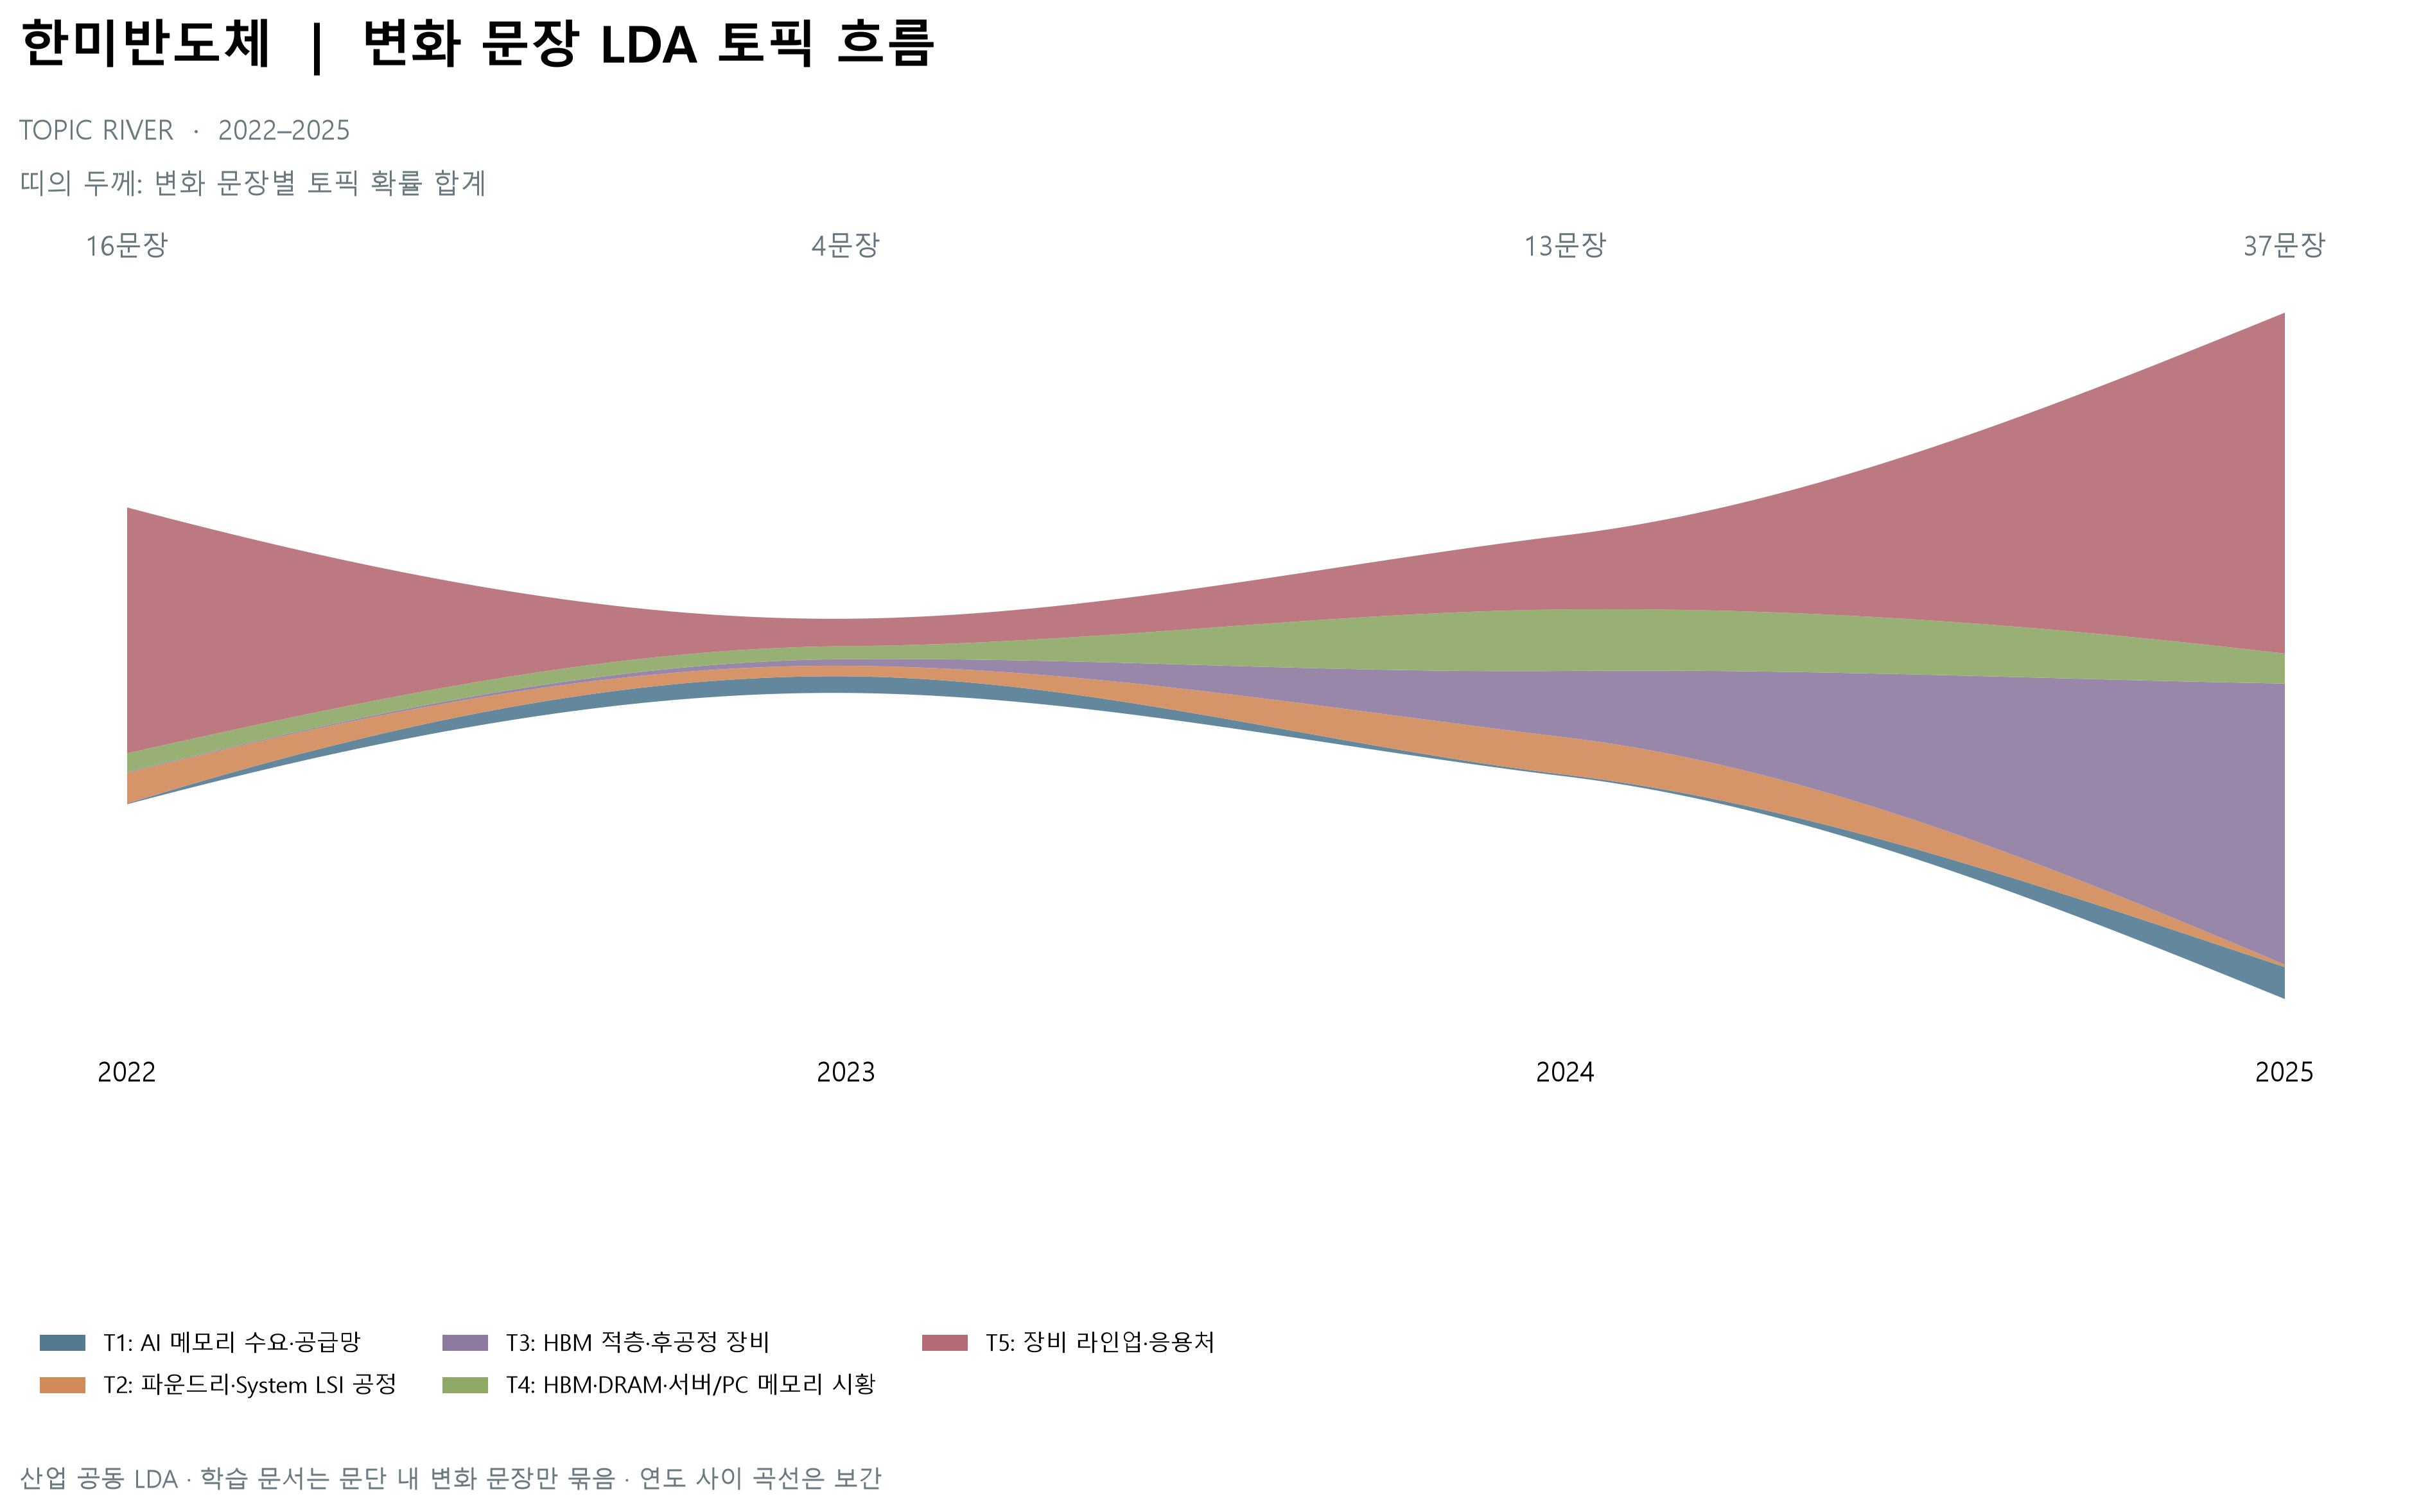 한미반도체 | 변화 문장 LDA 토픽 흐름
TOPIC RIVER · 2022–2025
띠의 두께: 변화 문장별 토픽 확률 합계
16문장 4문장 13문장 37문장
2022 2023 2024 2025
T1: AI 메모리 수요·공급망 T3: HBM 적층·후공정 장비 T5: 장비 라인업·응용처
T2: 파운드리·System LSI 공정 T4: HBM·DRAM·서버/PC 메모리 시황
산업 공동 LDA · 학습 문서는 문단 내 변화 문장만 묶음 · 연도 사이 곡선은 보간